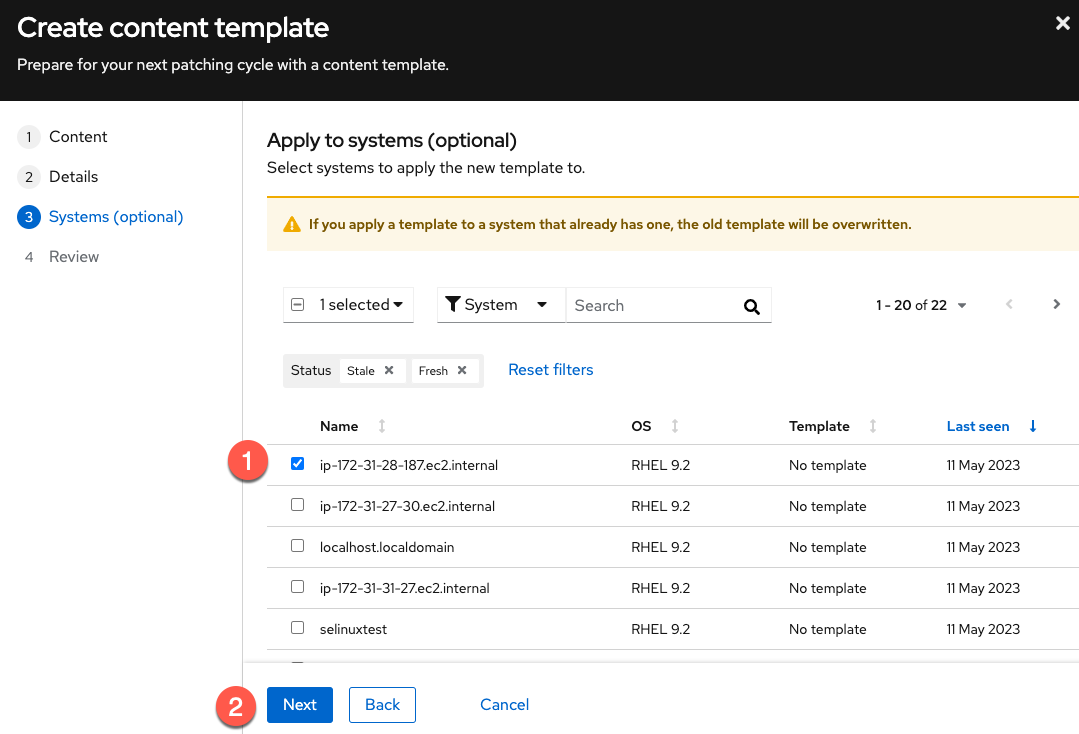 Create content template
Prepare for your next patching cycle with a content template.
1 Content
2 Details
3 Systems (optional)
4 Review
Apply to systems (optional)
Select systems to apply the new template to.
If you apply a template to a system that already has one, the old template will be overwritten.
1 selected System Search 1 - 20 of 22
Status Stale Fresh Reset filters
Name OS Template Last seen
1 ip-172-31-28-187.ec2.internal RHEL 9.2 No template 11 May 2023
ip-172-31-27-30.ec2.internal RHEL 9.2 No template 11 May 2023
localhost.localdomain RHEL 9.2 No template 11 May 2023
ip-172-31-31-27.ec2.internal RHEL 9.2 No template 11 May 2023
selinuxtest RHEL 9.2 No template 11 May 2023
2 Next Back Cancel